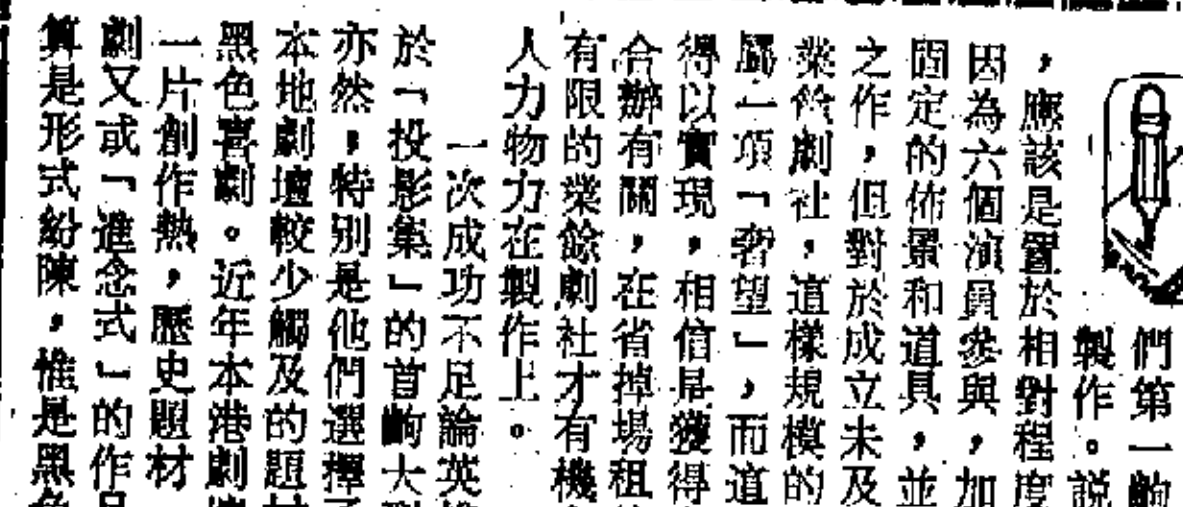 們第一齣
製作。說
，應該是置於相對程度
因為六個演員參與，加
固定的佈景和道具，並
之作，但對於成立未及
業餘劇社，這樣規模的
屬一項「奢望」，而這
得以實現，相信是獲得
合辦有關，在省掉場租
有限的業餘劇社才有機
人力物力在製作上。
一次成功不足論英
於「投影集」的首齣大
亦然，特別是他們選擇
本地劇壇較少觸及的題材
黑色喜劇。近年本港劇
一片創作熱，歷史題材
劇又或「進念式」的作品
算是形式紛陳，惟是黑色